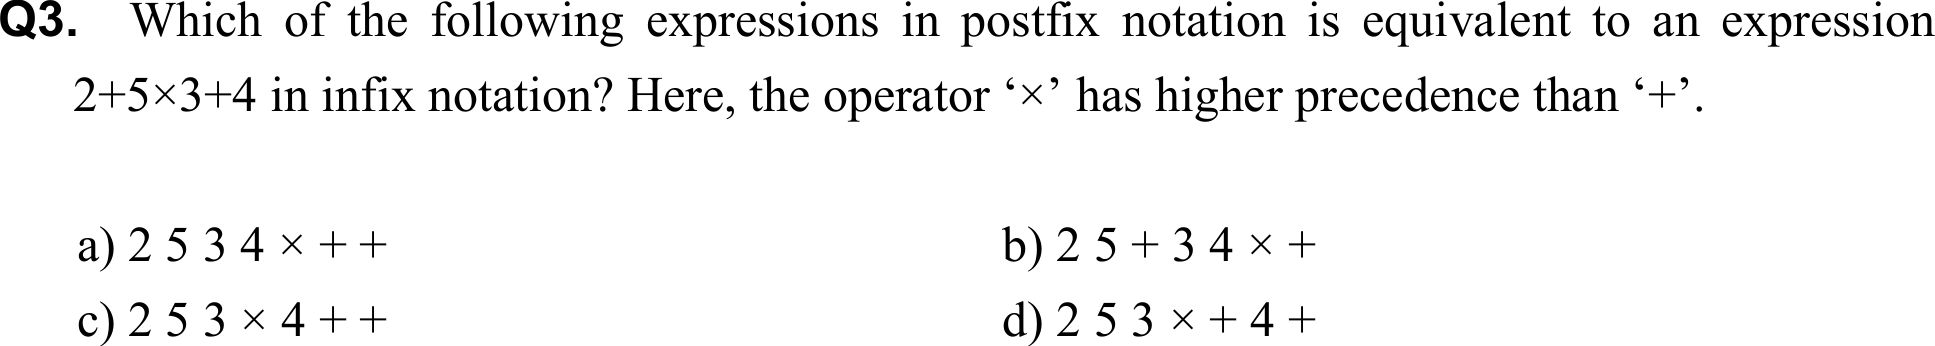 Q3. Which of the following expressions in postfix notation is equivalent to an expression
2+5×3+4 in infix notation? Here, the operator ‘×’ has higher precedence than ‘+’.
a) 2 5 3 4 × + +
b) 2 5 + 3 4 × +
c) 2 5 3 × 4 + +
d) 2 5 3 × + 4 +